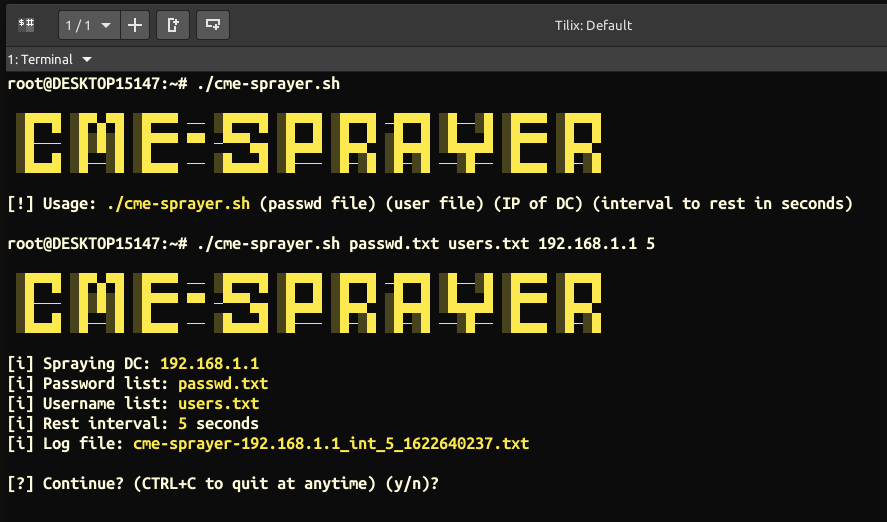 1 / 1
Tilix: Default
1: Terminal
root@DESKTOP15147:~# ./cme-sprayer.sh
CME-SPRAYER
[!] Usage: ./cme-sprayer.sh (passwd file) (user file) (IP of DC) (interval to rest in seconds)
root@DESKTOP15147:~# ./cme-sprayer.sh passwd.txt users.txt 192.168.1.1 5
CME-SPRAYER
[i] Spraying DC: 192.168.1.1
[i] Password list: passwd.txt
[i] Username list: users.txt
[i] Rest interval: 5 seconds
[i] Log file: cme-sprayer-192.168.1.1_int_5_1622640237.txt
[?] Continue? (CTRL+C to quit at anytime) (y/n)?